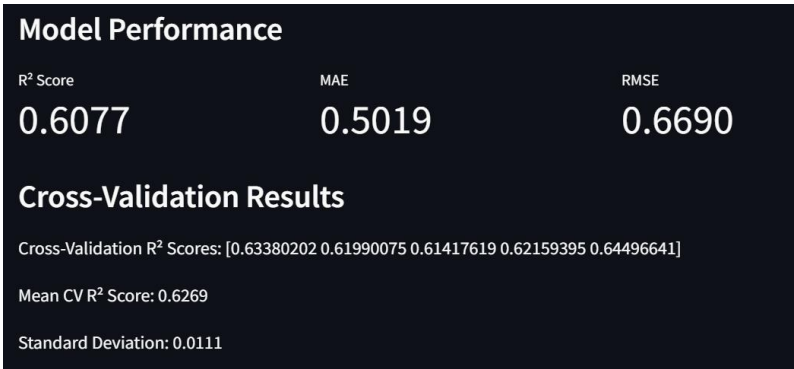 Model Performance
R² Score MAE RMSE
0.6077 0.5019 0.6690
Cross-Validation Results
Cross-Validation R² Scores: [0.63380202 0.61990075 0.61417619 0.62159395 0.64496641]
Mean CV R² Score: 0.6269
Standard Deviation: 0.0111